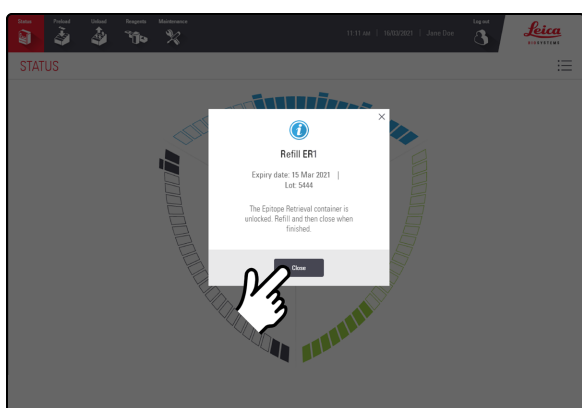 Status
Preload
Unload
Reagents
Maintenance
11:11 AM | 16/03/2021 | Jane Doe
Log out
Leica
BIOSYSTEMS
STATUS
Refill ER1
Expiry date: 15 Mar 2021 |
Lot: 5444
The Epitope Retrieval container is
unlocked. Refill and then close when
finished.
Close